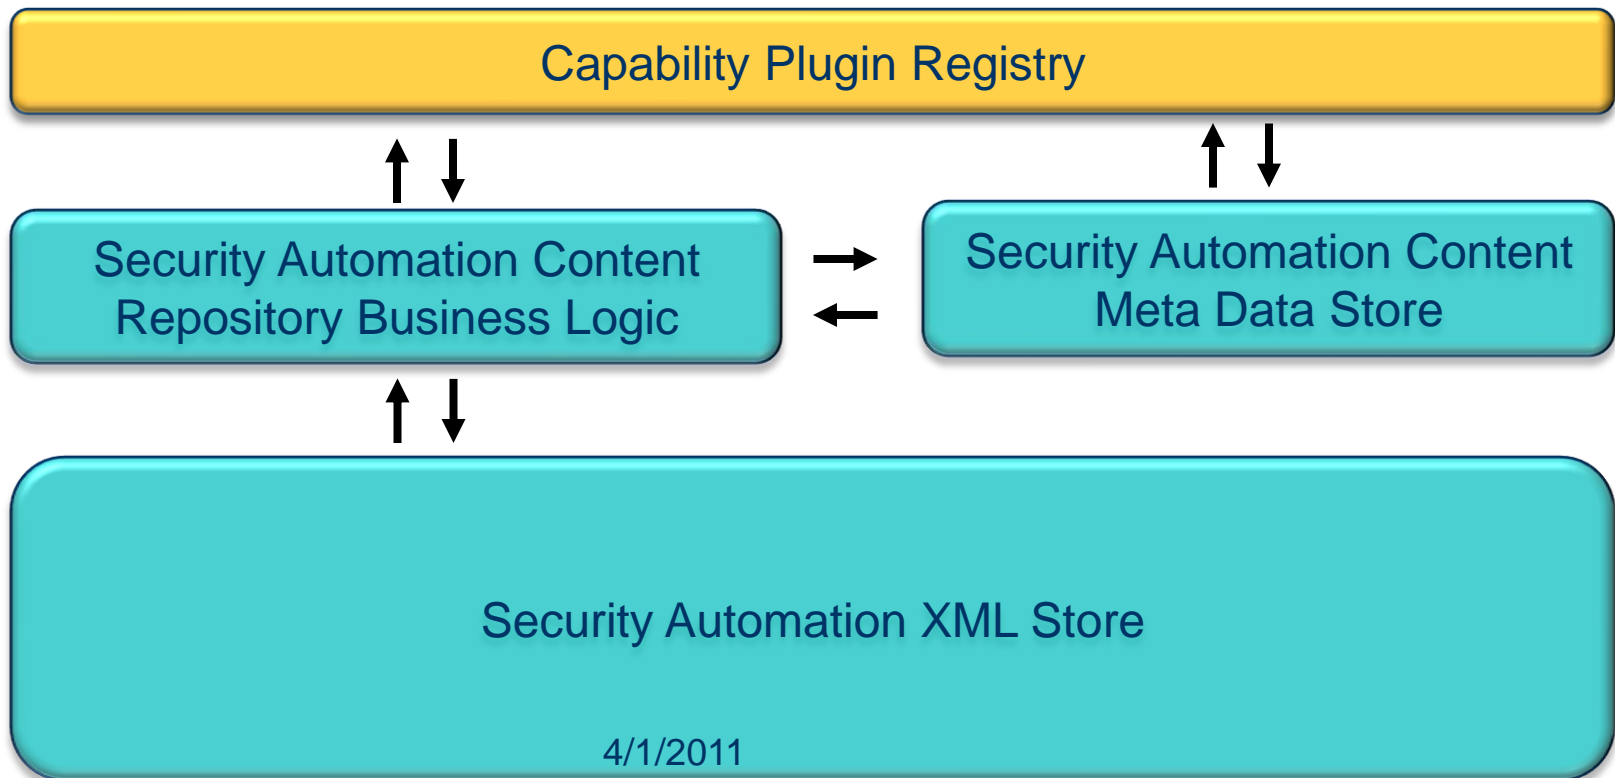 Capability Plugin Registry
Security Automation Content
Repository Business Logic
Security Automation Content
Meta Data Store
Security Automation XML Store
4/1/2011